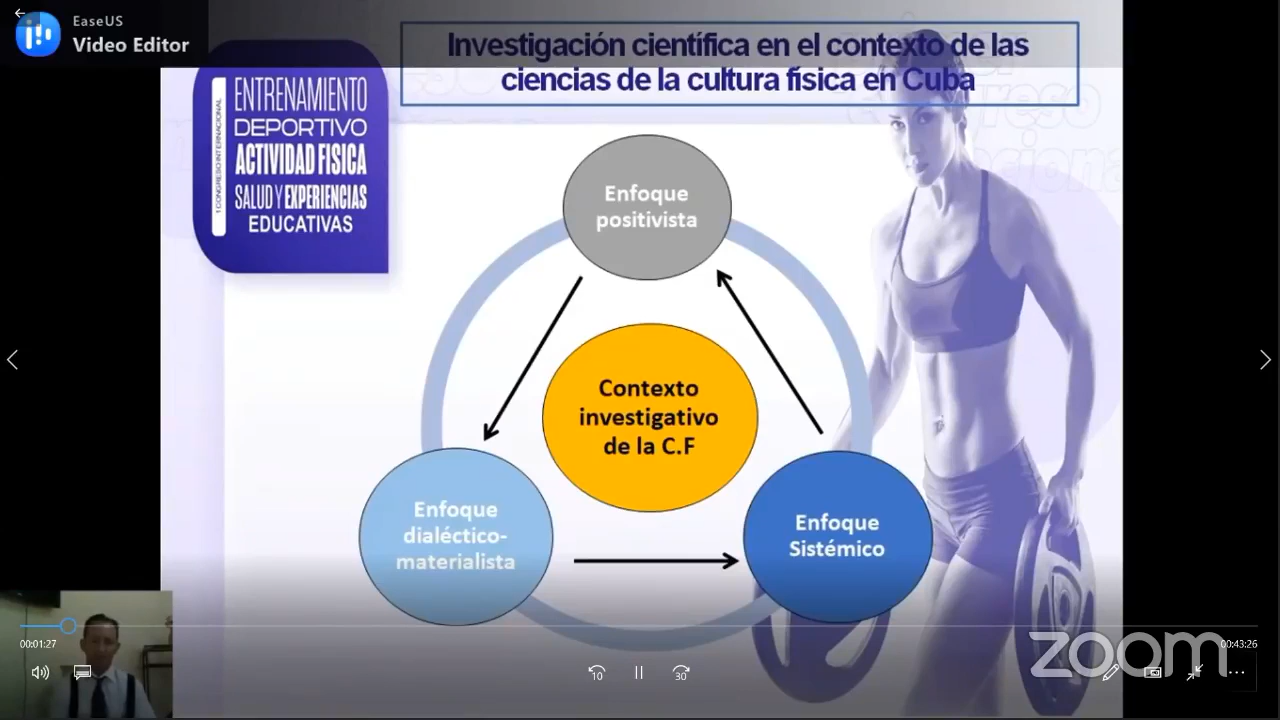 EaseUS
Video Editor
Investigación científica en el contexto de las
ciencias de la cultura física en Cuba
I CONGRESO INTERNACIONAL
ENTRENAMIENTO
DEPORTIVO
ACTIVIDAD FISICA
SALUD Y EXPERIENCIAS
EDUCATIVAS
Enfoque
positivista
Contexto
investigativo
de la C.F
Enfoque
dialéctico-
materialista
Enfoque
Sistémico
00:01:27
00:43:26
10
30
zoom